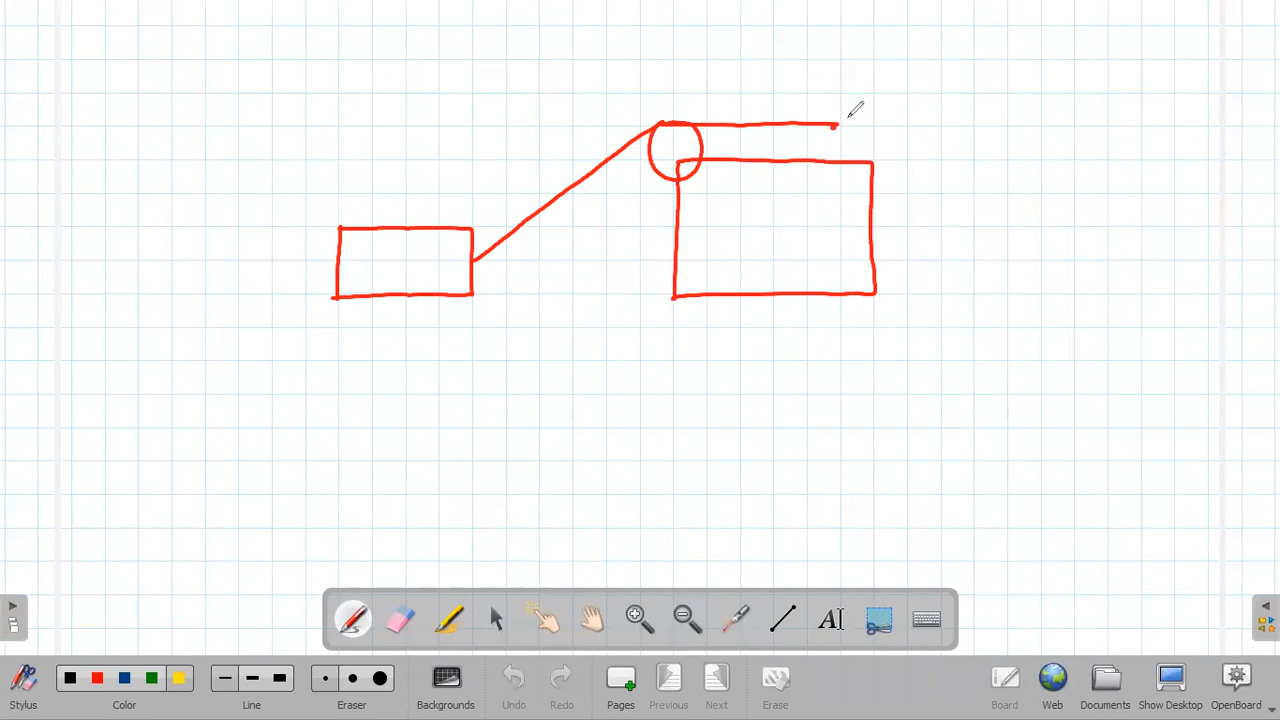 A
Stylus
Color
Line
Eraser
Backgrounds
Undo
Redo
Pages
Previous
Next
Erase
Board
Web
Documents
Show Desktop
OpenBoard